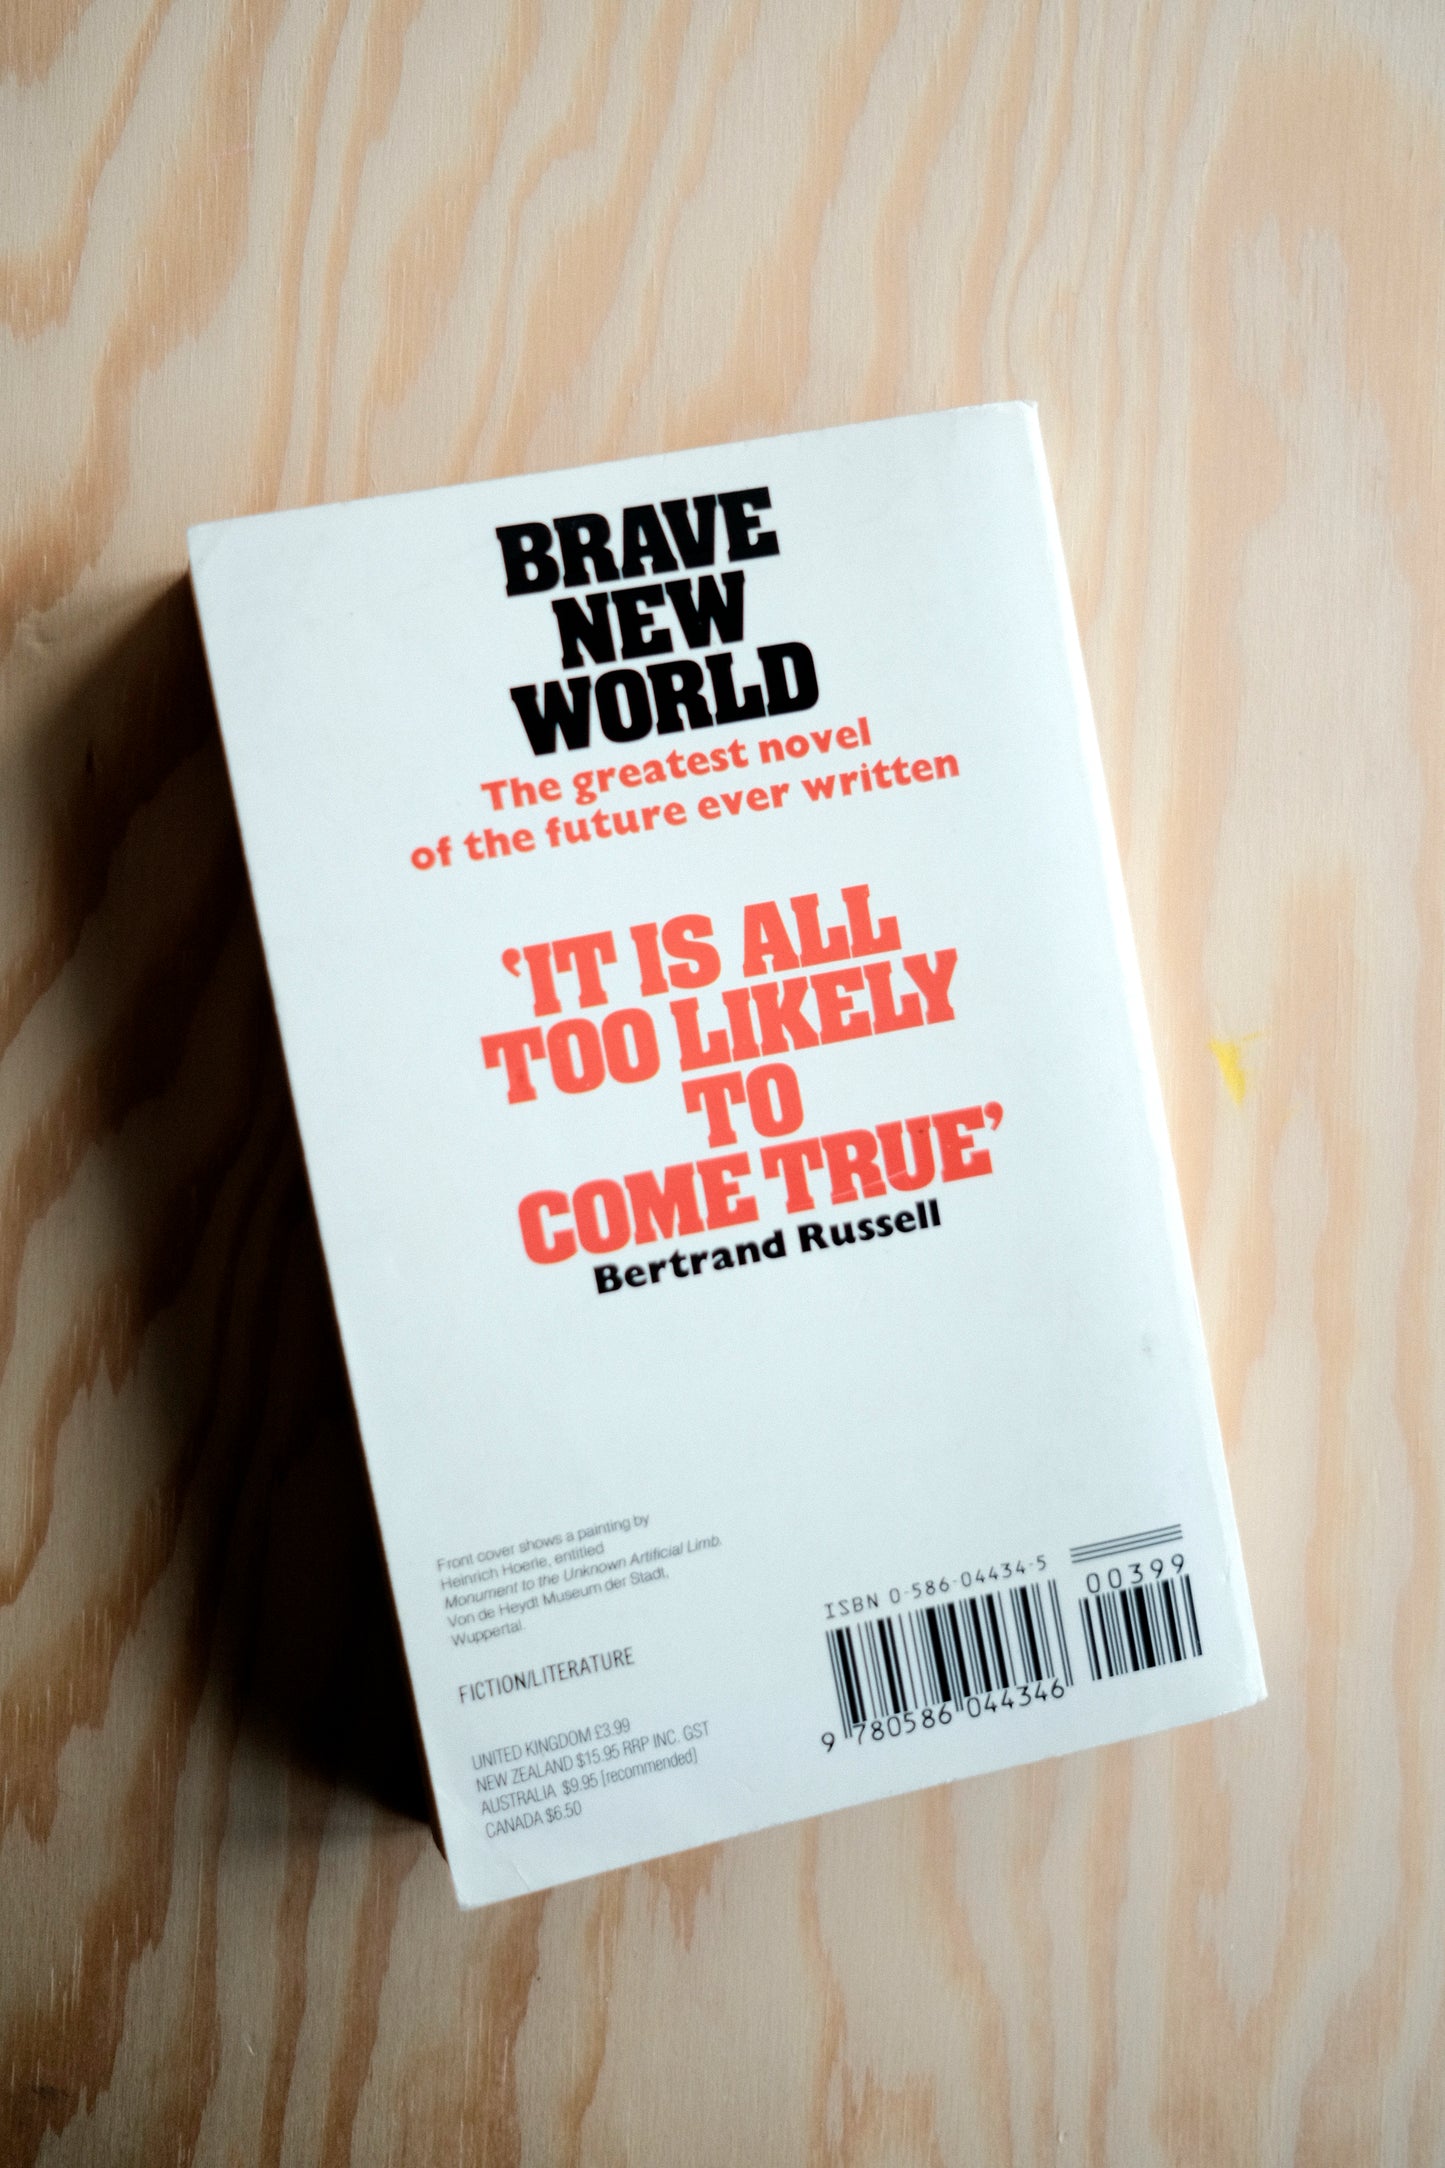 BRAVE
NEW
WORLD
The greatest novel
of the future ever written
‘IT IS ALL
TOO LIKELY
TO
COME TRUE’
Bertrand Russell
Front cover shows a painting by
Heinrich Hoerle, entitled
Monument to the Unknown Artificial Limb.
Von de Heydt Museum der Stadt,
Wuppertal.
FICTION/LITERATURE
UNITED KINGDOM £3.99
NEW ZEALAND $15.95 RRP INC. GST
AUSTRALIA $9.95 [recommended]
CANADA $6.50
ISBN 0-586-04434-5
00399
9 780586 044346